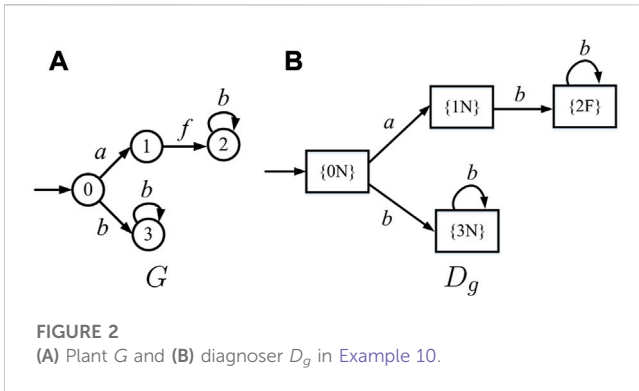 A
B
b
b
a
f
b
{1N}
b
{2F}
0
1
2
a
{0N}
b
3
b
b
b
{3N}
G
D_g
FIGURE 2
(A) Plant G and (B) diagnoser D_g in Example 10.